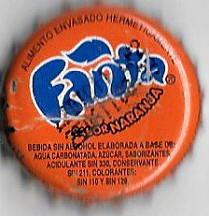 ALIMENTO ENVASADO HERMETICAMENTE
Fanta ®
SABOR NARANJA
BEBIDA SIN ALCOHOL ELABORADA A BASE DE:
AGUA CARBONATADA, AZÚCAR, SABORIZANTES,
ACIDULANTE SIN 330, CONSERVANTE
SIN 211, COLORANTES:
SIN 110 Y SIN 129.